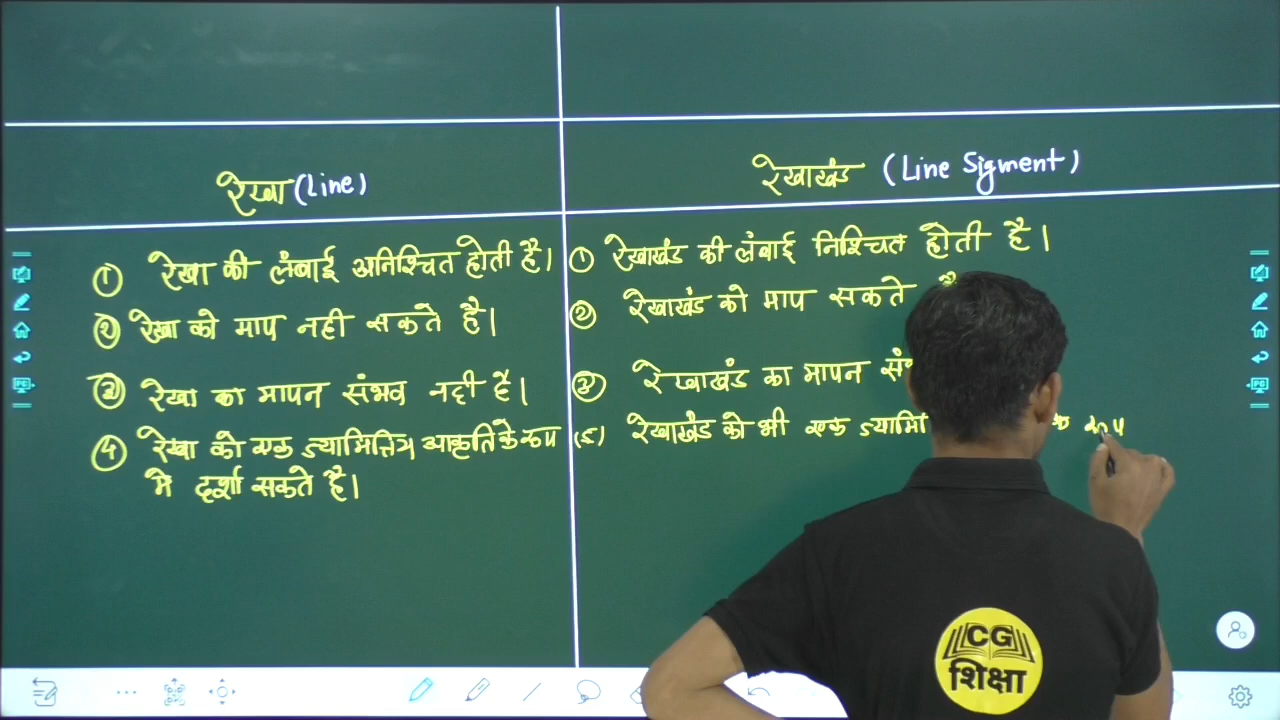 रेखा (Line)
रेखाखंड (Line Sigment)
① रेखा की लंबाई अनिश्चित होती है।
② रेखा को माप नही सकते है।
③ रेखा का मापन संभव नही है।
④ रेखा को एक ज्यामितिय आकृति के रूप
मे दर्शा सकते है।
① रेखाखंड की लंबाई निश्चित होती है।
② रेखाखंड को माप सकते
③ रेखाखंड का मापन
(5) रेखाखंड को भी एक
CG
शिक्षा